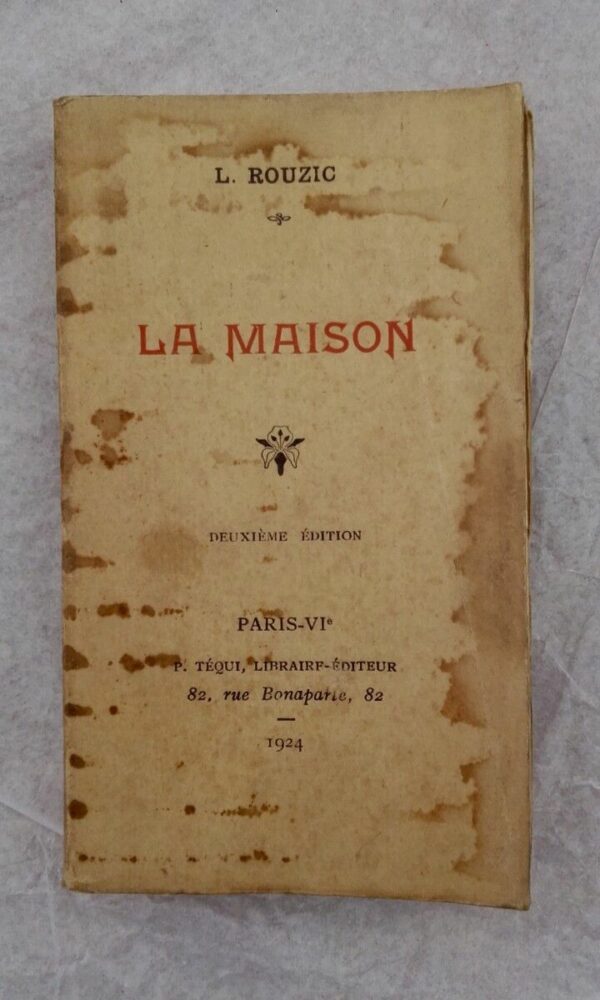 L. ROUZIC
LA MAISON
DEUXIÈME ÉDITION
PARIS-VIe
P. TÉQUI, LIBRAIRE-ÉDITEUR
82, rue Bonaparte, 82
1924